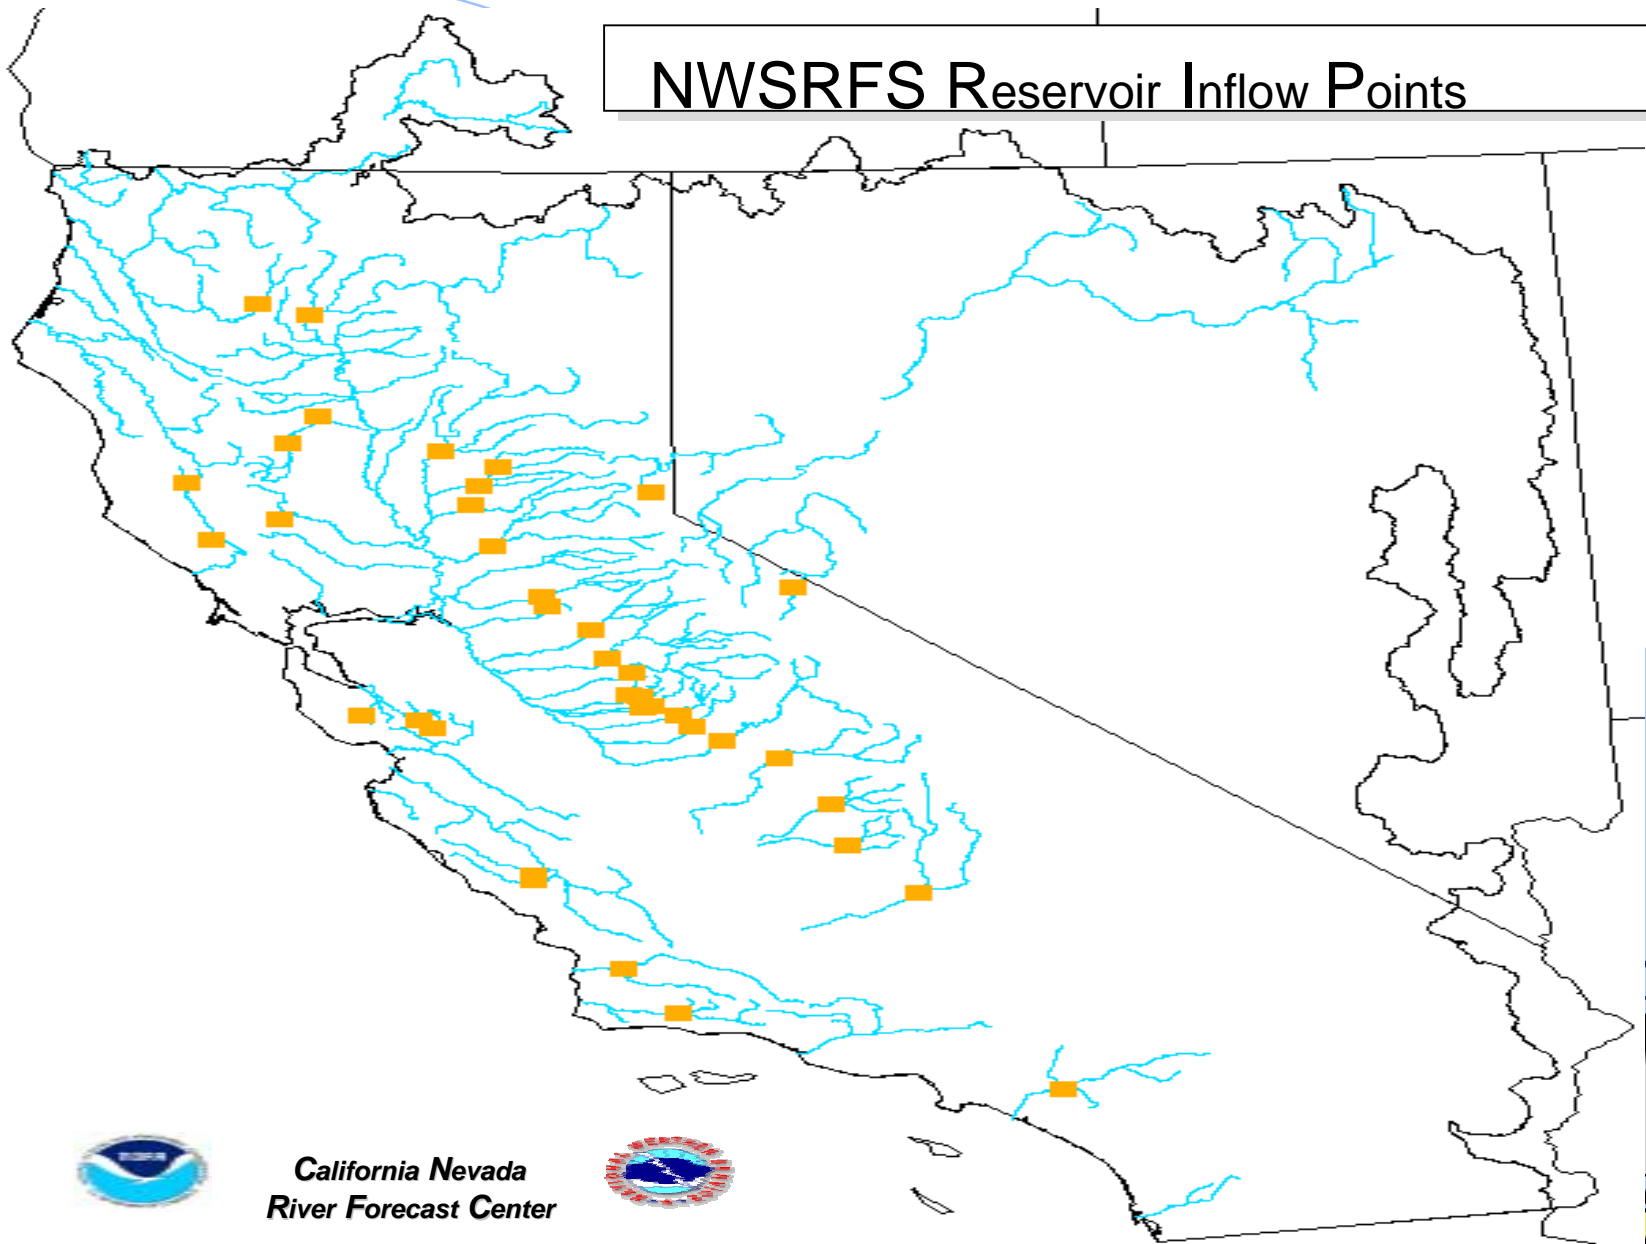 NWSRFS Reservoir Inflow Points
California Nevada
River Forecast Center